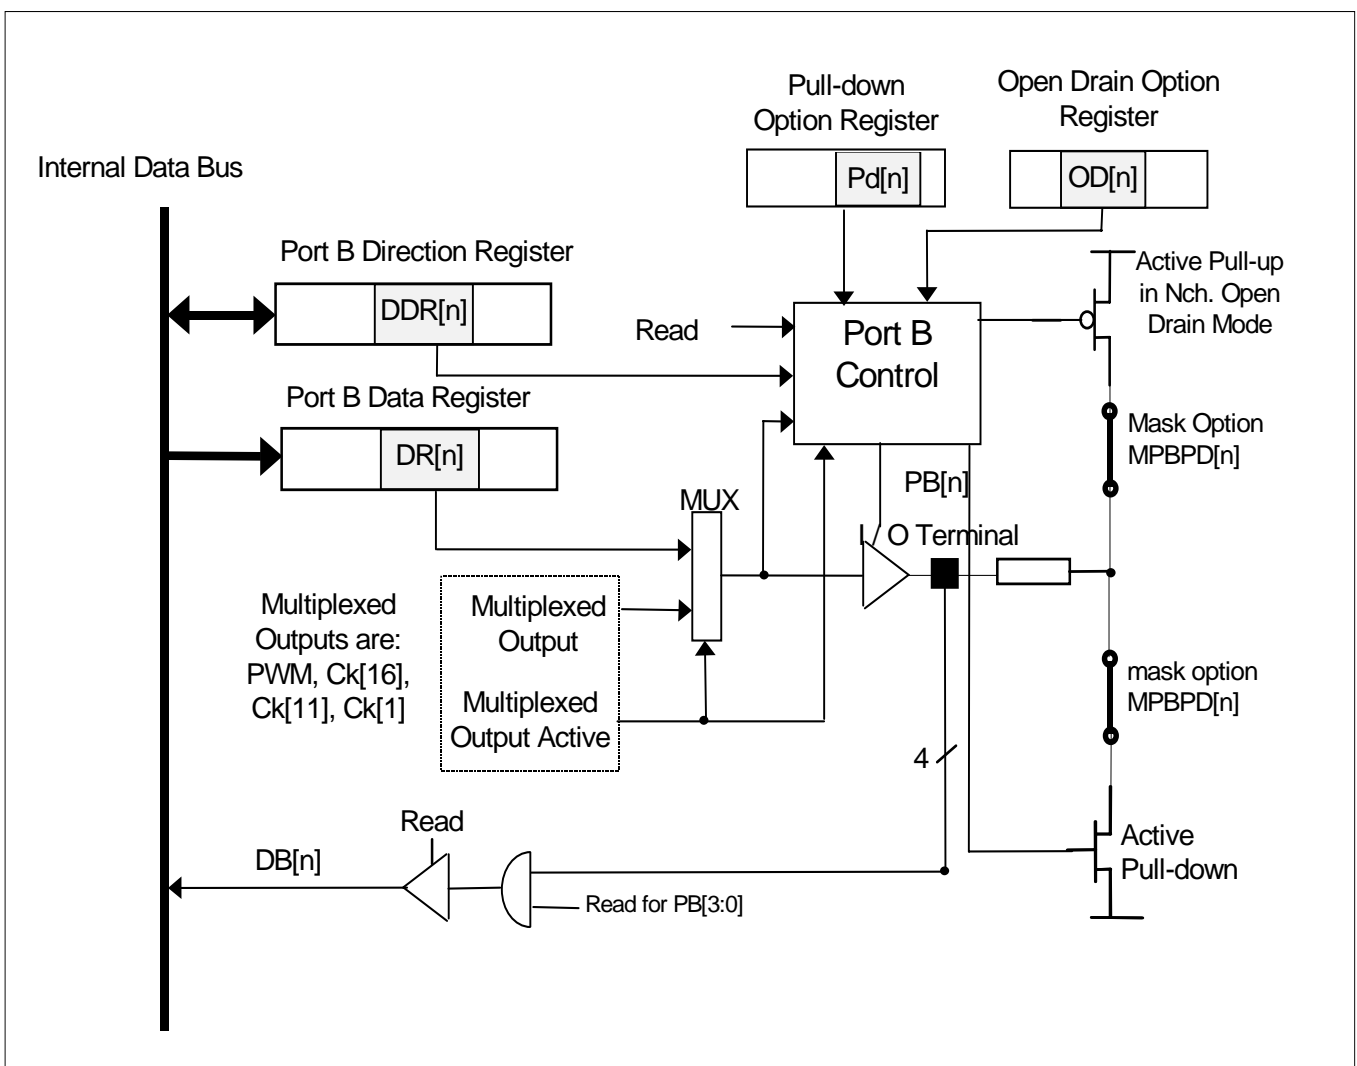 Pull-down
Option Register
Open Drain Option
Register
Internal Data Bus
Pd[n]
OD[n]
Port B Direction Register
DDR[n]
Active Pull-up
in Nch. Open
Drain Mode
Read
Port B
Control
Port B Data Register
DR[n]
Mask Option
MPBPD[n]
PB[n]
MUX
I O Terminal
Multiplexed
Outputs are:
PWM, Ck[16],
Ck[11], Ck[1]
Multiplexed
Output
Multiplexed
Output Active
mask option
MPBPD[n]
4
Read
DB[n]
Read for PB[3:0]
Active
Pull-down